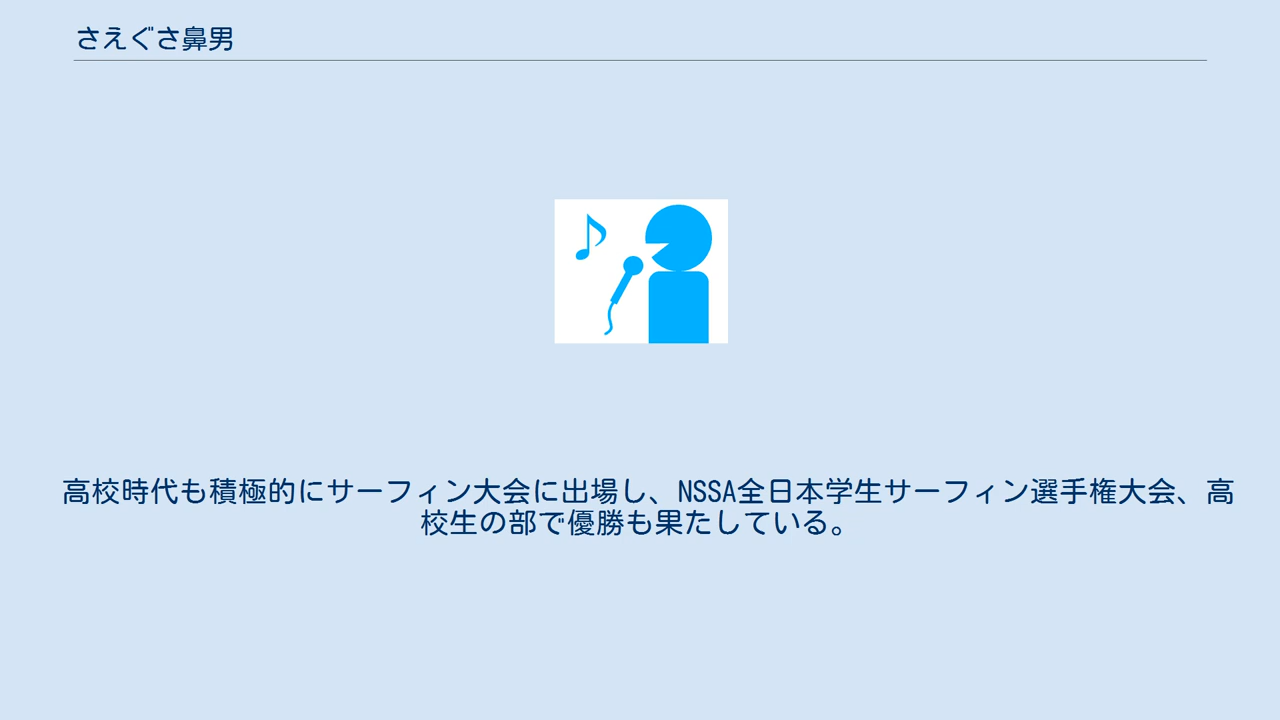 さえぐさ鼻男
高校時代も積極的にサーフィン大会に出場し、NSSA全日本学生サーフィン選手権大会、高
校生の部で優勝も果たしている。